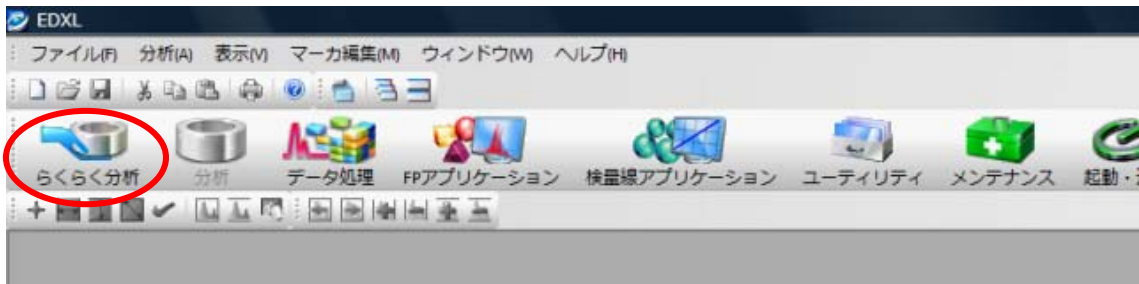 EDXL
ファイル(F) 分析(A) 表示(V) マーカ編集(M) ウィンドウ(W) ヘルプ(H)
らくらく分析 分析 データ処理 FPアプリケーション 検量線アプリケーション ユーティリティ メンテナンス 起動・